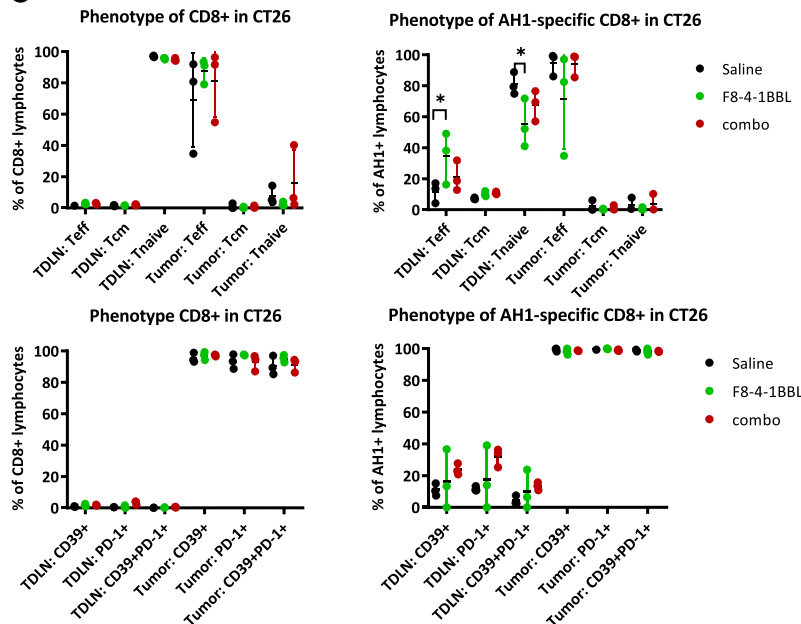 Phenotype of CD8+ in CT26
% of CD8+ lymphocytes
100
80
60
40
20
0
TDLN: Teff
TDLN: Tcm
TDLN: Tnaive
Tumor: Teff
Tumor: Tcm
Tumor: Tnaive
Phenotype of AH1-specific CD8+ in CT26
% of AH1+ lymphocytes
100
80
60
40
20
0
*
*
TDLN: Teff
TDLN: Tcm
TDLN: Tnaive
Tumor: Teff
Tumor: Tcm
Tumor: Tnaive
Saline
F8-4-1BBL
combo
Phenotype CD8+ in CT26
% of CD8+ lymphocytes
100
80
60
40
20
0
TDLN: CD39+
TDLN: PD-1+
TDLN: CD39+PD-1+
Tumor: CD39+
Tumor: PD-1+
Tumor: CD39+PD-1+
Phenotype of AH1-specific CD8+ in CT26
% of AH1+ lymphocytes
100
80
60
40
20
0
TDLN: CD39+
TDLN: PD-1+
TDLN: CD39+PD-1+
Tumor: CD39+
Tumor: PD-1+
Tumor: CD39+PD-1+
Saline
F8-4-1BBL
combo